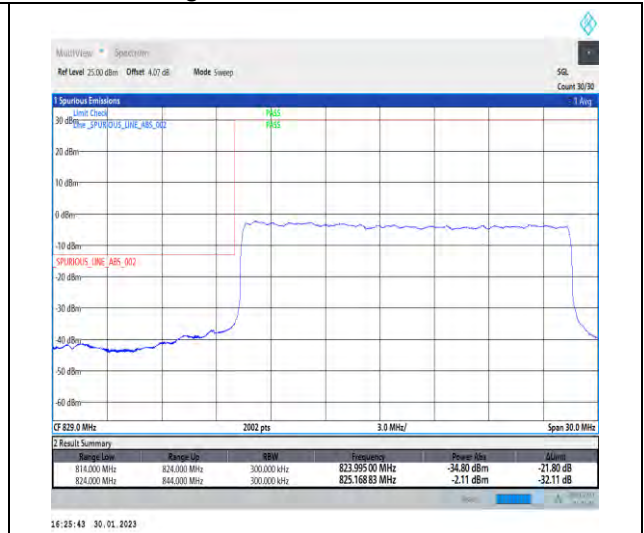 MultiView Spectrum
Ref Level 25.00 dBm Offset 4.07 dB Mode Sweep SGL
Count 30/30
1 Spurious Emissions 1 Avg
Limit Check PASS
30 dBm
Line _SPURIOUS_LINE_ABS_002 PASS
20 dBm
10 dBm
0 dBm
-10 dBm
SPURIOUS_LINE_ABS_002
-20 dBm
-30 dBm
-40 dBm
-50 dBm
-60 dBm
CF 829.0 MHz 2002 pts 3.0 MHz/ Span 30.0 MHz
2 Result Summary
Range Low Range Up RBW Frequency Power Abs ΔLimit
814.000 MHz 824.000 MHz 300.000 kHz 823.99500 MHz -34.80 dBm -21.80 dB
824.000 MHz 844.000 MHz 300.000 kHz 825.16883 MHz -2.11 dBm -32.11 dB
16:25:43 30.01.2023